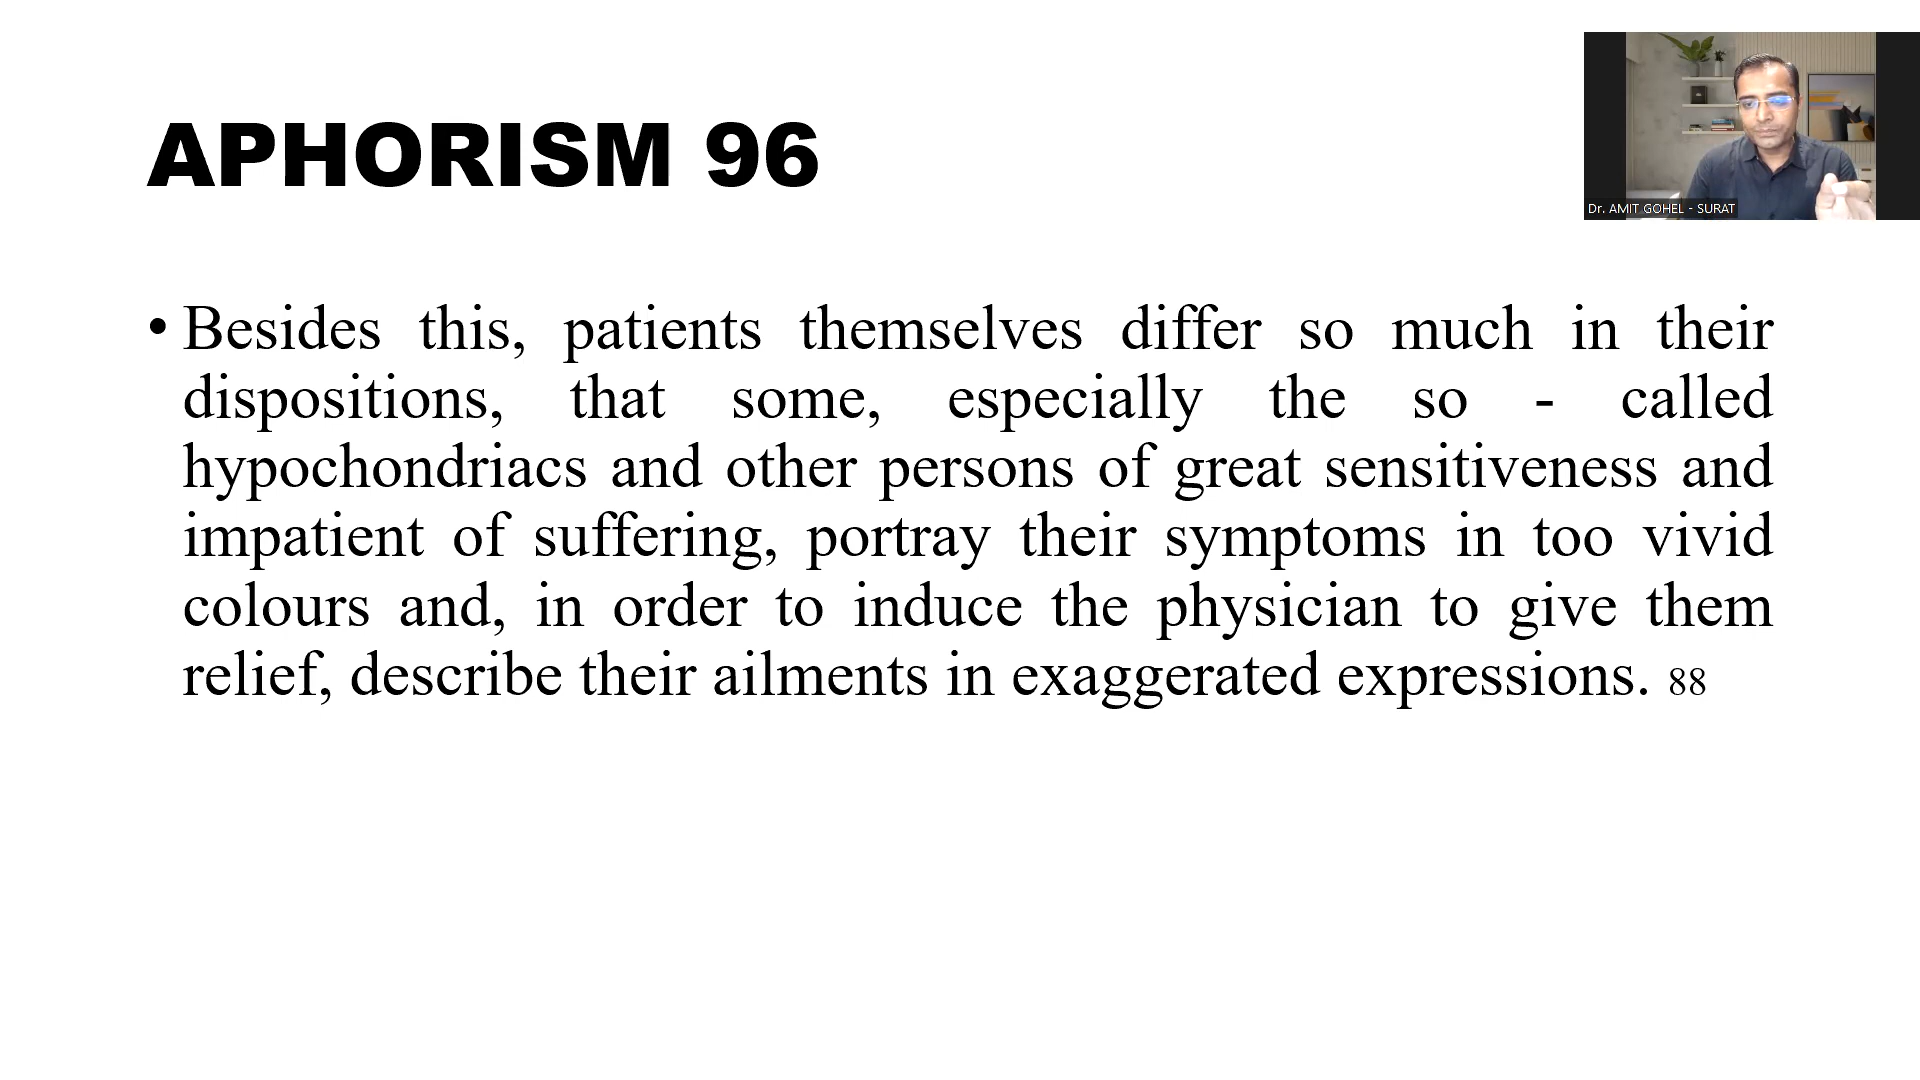 APHORISM 96
Dr. AMIT GOHEL - SURAT
• Besides this, patients themselves differ so much in their
dispositions, that some, especially the so - called
hypochondriacs and other persons of great sensitiveness and
impatient of suffering, portray their symptoms in too vivid
colours and, in order to induce the physician to give them
relief, describe their ailments in exaggerated expressions. 88